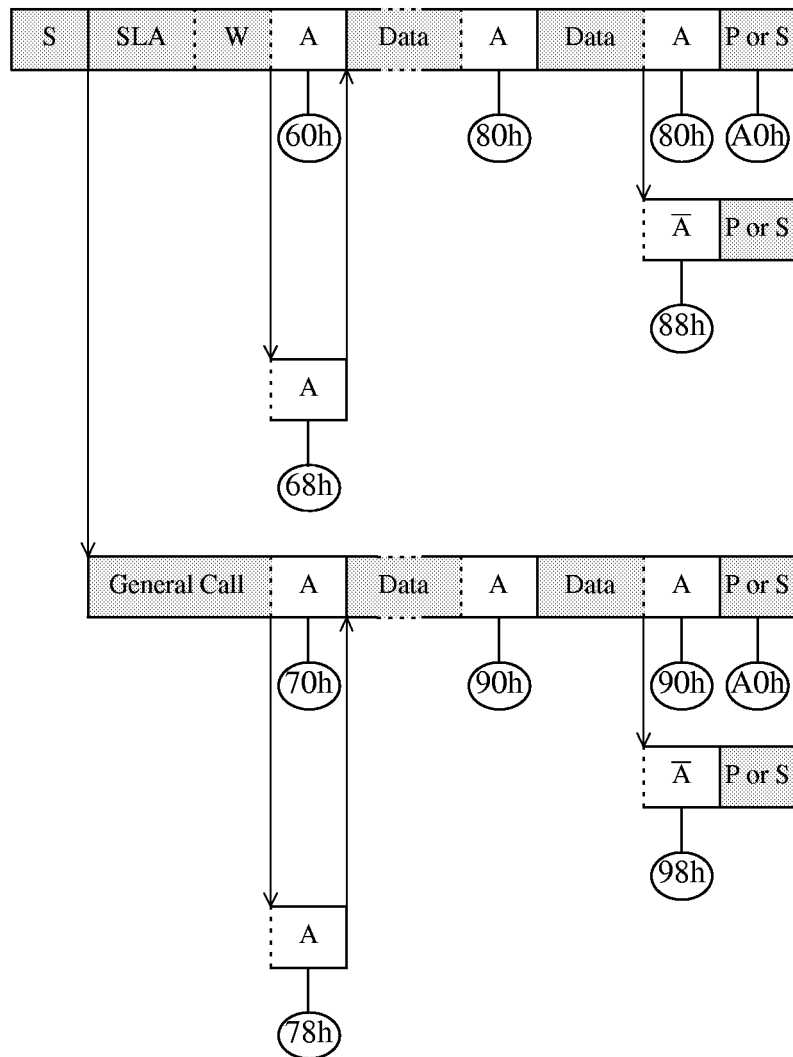 S SLA W A Data A Data A P or S
60h 80h 80h A0h
A̅ P or S
88h
A
68h
General Call A Data A Data A P or S
70h 90h 90h A0h
A̅ P or S
98h
A
78h